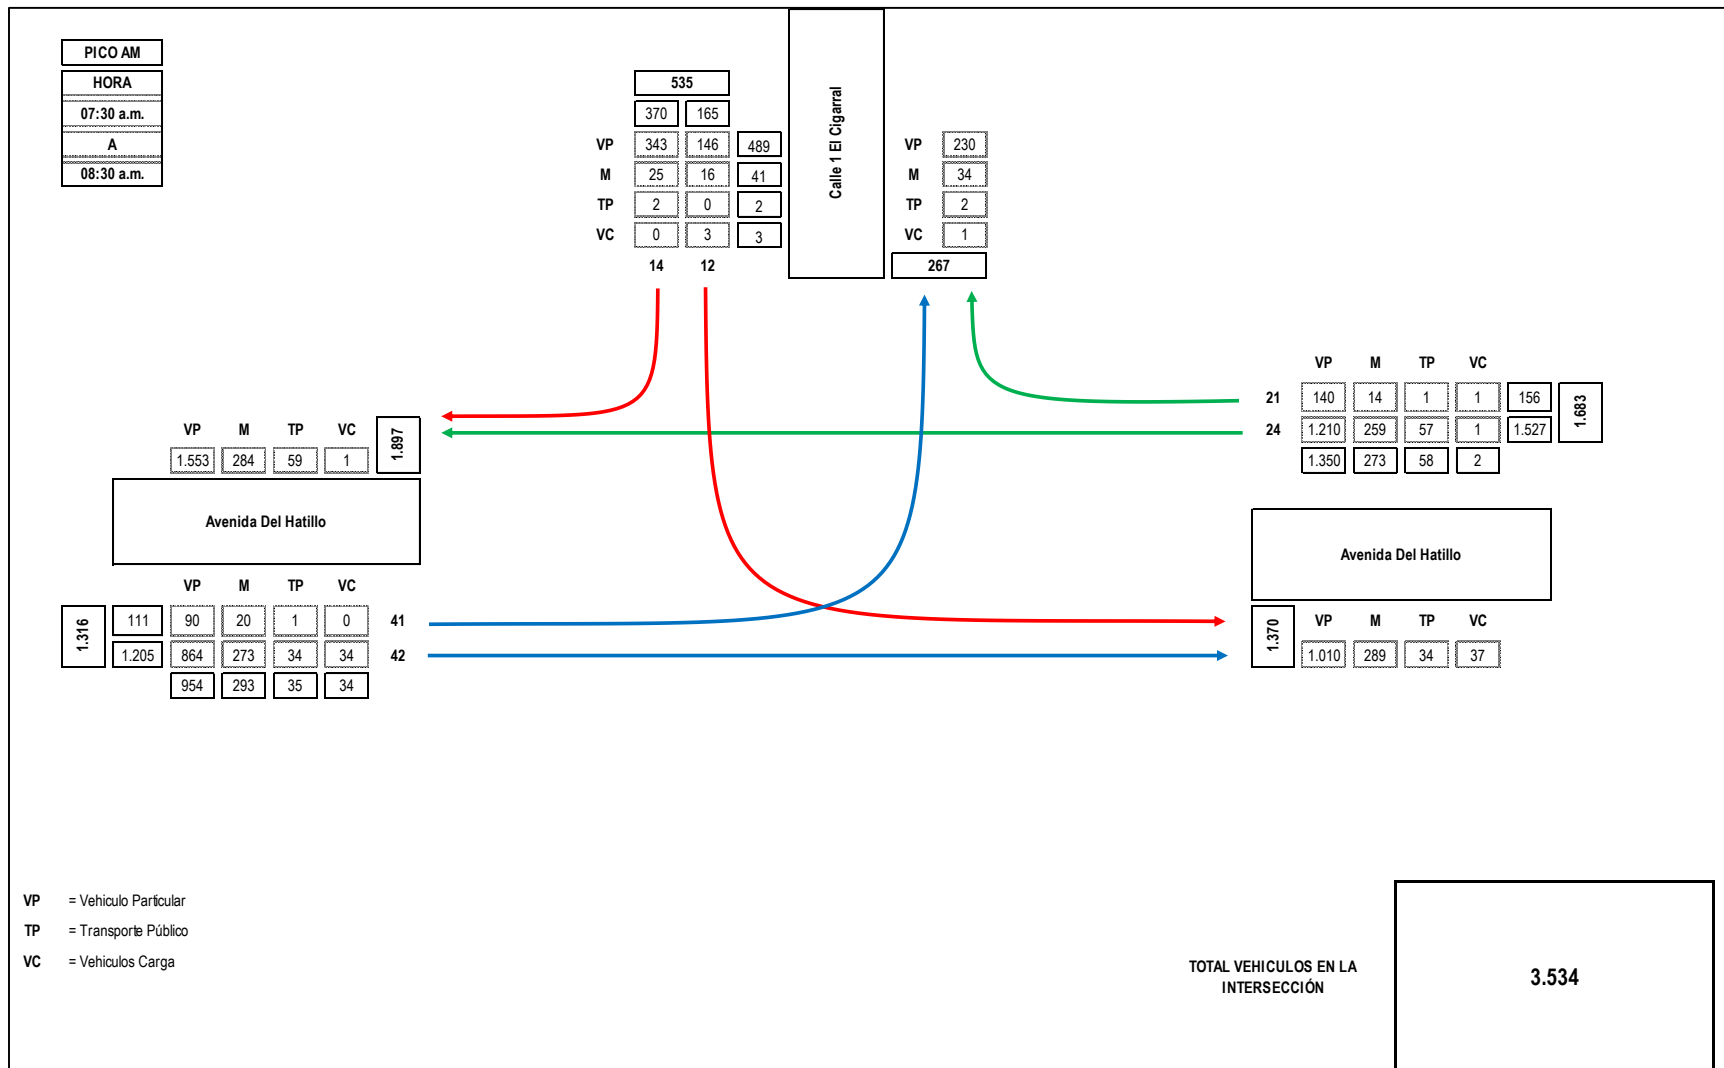 PICO AM
HORA
07:30 a.m.
A
08:30 a.m.
535
370 165
VP 343 146 489
M 25 16 41
TP 2 0 2
VC 0 3 3
14 12
Calle 1 El Cigarral
VP 230
M 34
TP 2
VC 1
267
VP M TP VC
21 140 14 1 1 156
24 1.210 259 57 1 1.527
1.683
1.350 273 58 2
VP M TP VC
1.553 284 59 1
1.897
Avenida Del Hatillo
VP M TP VC
1.316
111 90 20 1 0 41
1.205 864 273 34 34 42
954 293 35 34
Avenida Del Hatillo
1.370
VP M TP VC
1.010 289 34 37
VP = Vehiculo Particular
TP = Transporte Público
VC = Vehiculos Carga
TOTAL VEHICULOS EN LA
INTERSECCIÓN
3.534